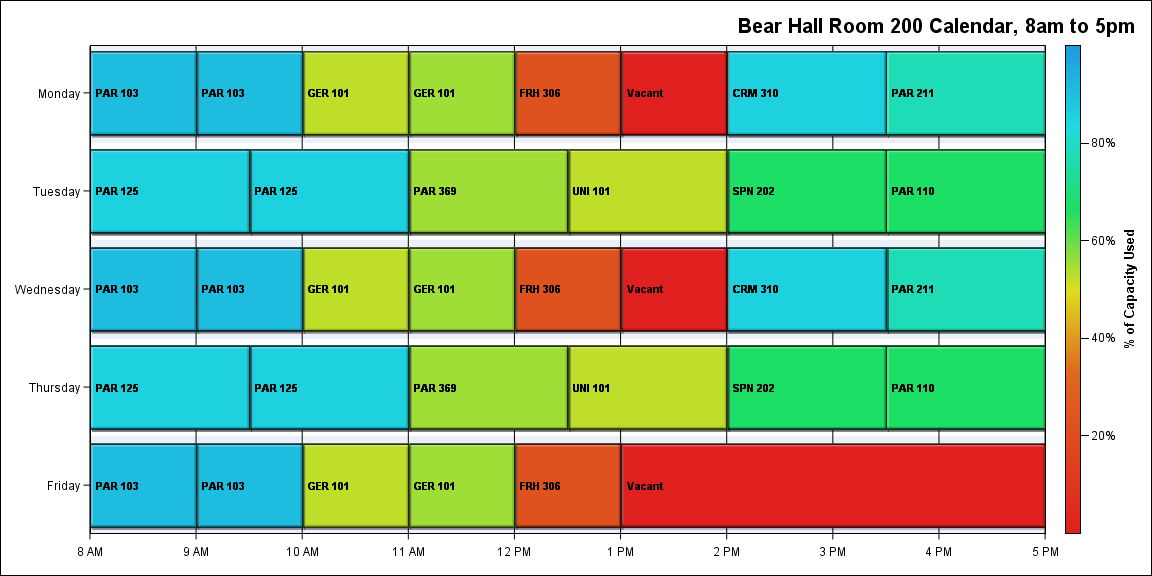 Bear Hall Room 200 Calendar, 8am to 5pm
Monday
PAR 103
PAR 103
GER 101
GER 101
FRH 306
Vacant
CRM 310
PAR 211
Tuesday
PAR 125
PAR 125
PAR 369
UNI 101
SPN 202
PAR 110
Wednesday
PAR 103
PAR 103
GER 101
GER 101
FRH 306
Vacant
CRM 310
PAR 211
Thursday
PAR 125
PAR 125
PAR 369
UNI 101
SPN 202
PAR 110
Friday
PAR 103
PAR 103
GER 101
GER 101
FRH 306
Vacant
8 AM
9 AM
10 AM
11 AM
12 PM
1 PM
2 PM
3 PM
4 PM
5 PM
80%
60%
40%
20%
% of Capacity Used